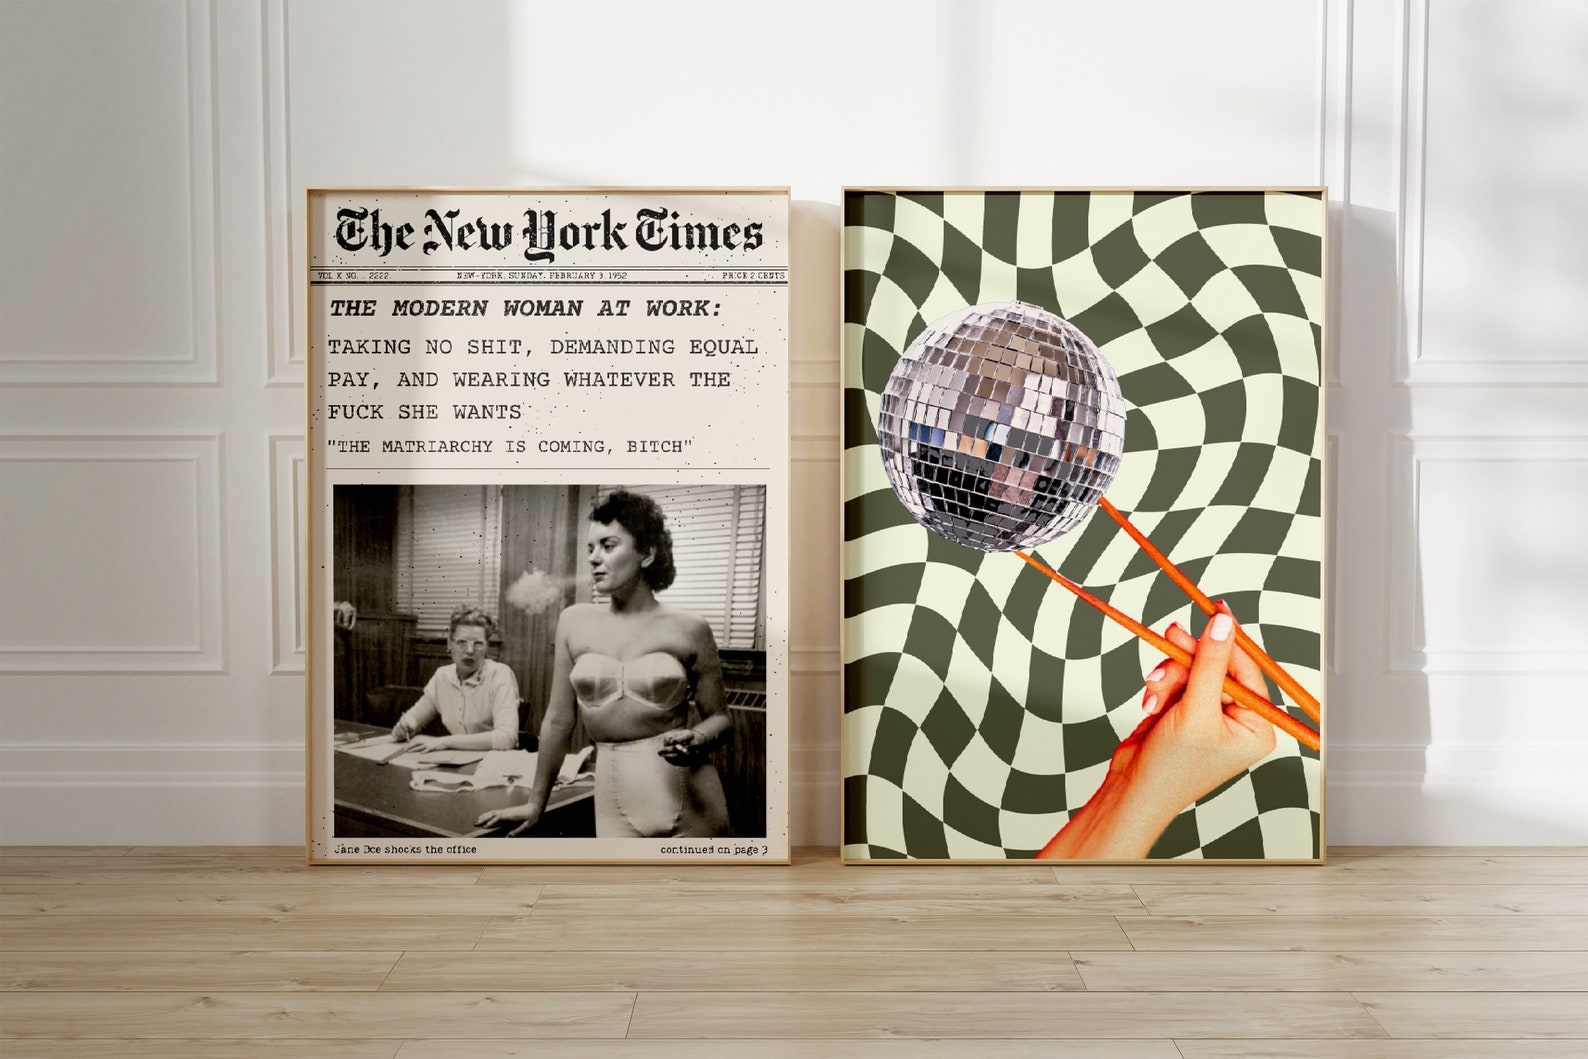 The New York Times
VOL X NO... 2222.
NEW-YORK, SUNDAY, FEBRUARY 3, 1952
PRICE 2 CENTS
THE MODERN WOMAN AT WORK:
TAKING NO SHIT, DEMANDING EQUAL
PAY, AND WEARING WHATEVER THE
FUCK SHE WANTS
"THE MATRIARCHY IS COMING, BITCH"
Jane Doe shocks the office
continued on page 3